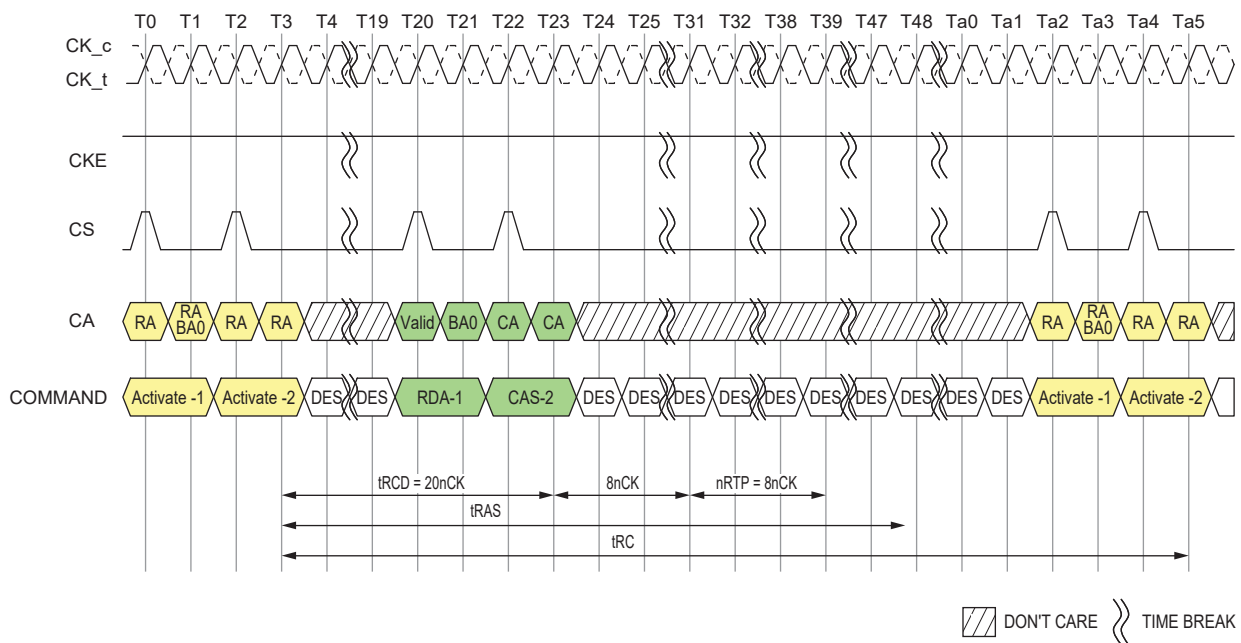 T0 T1 T2 T3 T4 T19 T20 T21 T22 T23 T24 T25 T31 T32 T38 T39 T47 T48 Ta0 Ta1 Ta2 Ta3 Ta4 Ta5
CK_c
CK_t
CKE
CS
CA RA RA BA0 RA RA Valid BA0 CA CA RA RA BA0 RA RA
COMMAND Activate -1 Activate -2 DES DES RDA-1 CAS-2 DES DES DES DES DES DES DES DES DES DES Activate -1 Activate -2
tRCD = 20nCK 8nCK nRTP = 8nCK
tRAS
tRC
DON'T CARE TIME BREAK